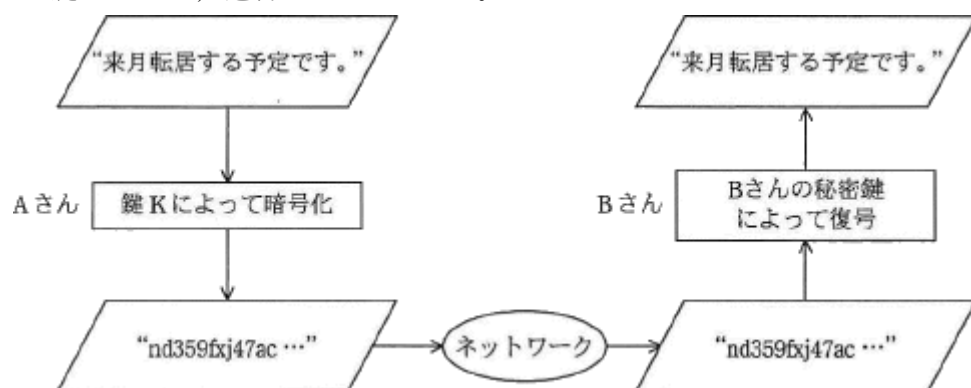 “来月転居する予定です。”
“来月転居する予定です。”
Aさん
鍵Kによって暗号化
Bさん
Bさんの秘密鍵
によって復号
“nd359fxj47ac …”
ネットワーク
“nd359fxj47ac …”